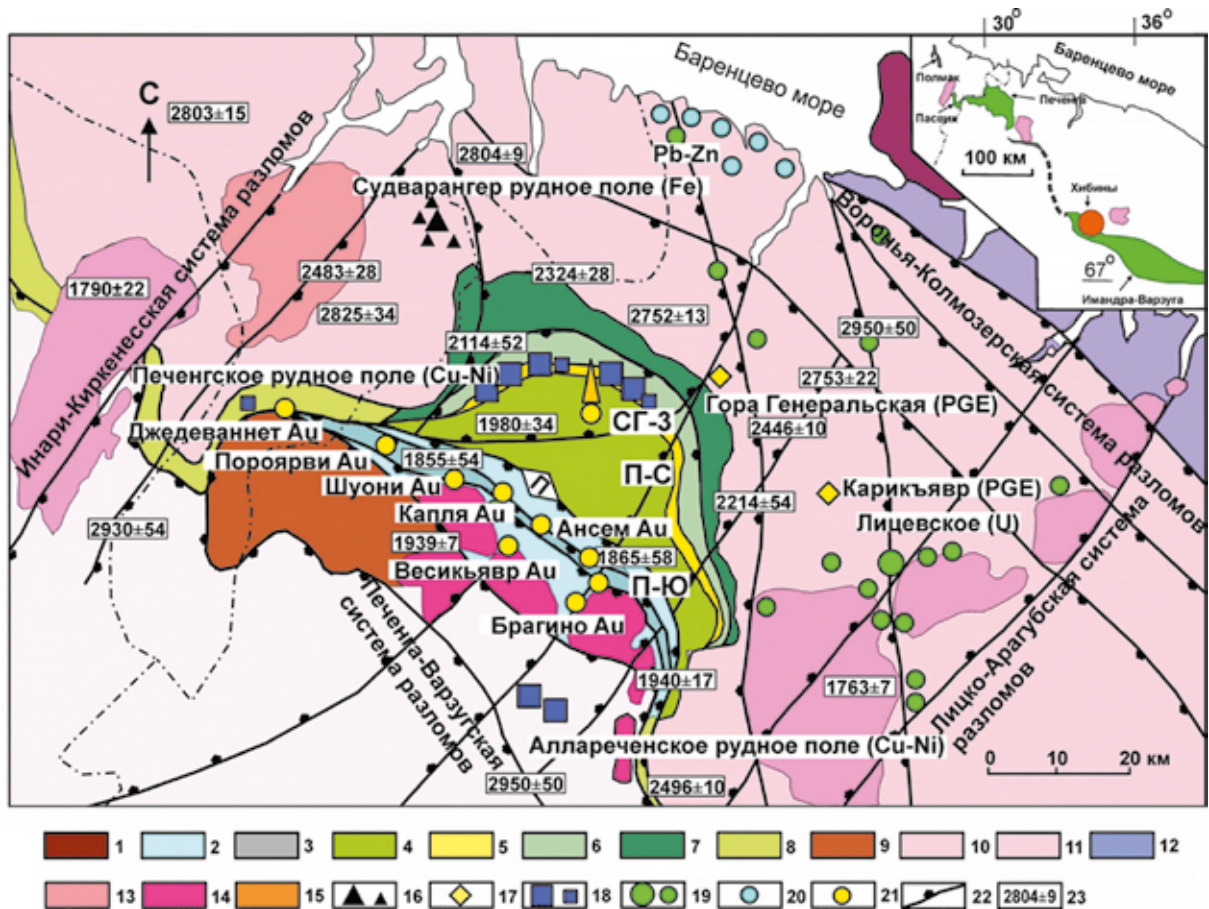 30° 36°
Баренцево море
Полмак
Печенга
Пасвик
100 км
Хибины
67°
Имандра-Варзуга
Баренцево море
С
2803±15
2804±9
Pb-Zn
Судварангер рудное поле (Fe)
Инари-Киркенесская система разломов
Воронья-Колмозерская система разломов
1790±22
2483±28
2324±28
2825±34
2752±13
2950±50
2114±52
2753±22
Печенгское рудное поле (Cu-Ni)
Гора Генеральская (PGE)
СГ-3
1980±34
2446±10
Джедеваннет Au
Пороярви Au
1855±54
П-С
Шуони Au
П
Карикъявр (PGE)
Капля Au
2214±54
Ансем Au
Лицевское (U)
2930±54
1939±7
1865±58
Весикьявр Au
П-Ю
Брагино Au
Печенга-Варзугская система разломов
1940±17
1763±7
Лицко-Арагубская система разломов
Аллареченское рудное поле (Cu-Ni)
2950±50
2496±10
0 10 20 км
1 2 3 4 5 6 7 8 9 10 11 12
13 14 15 16 17 18 19 20 21 22 2804±9 23